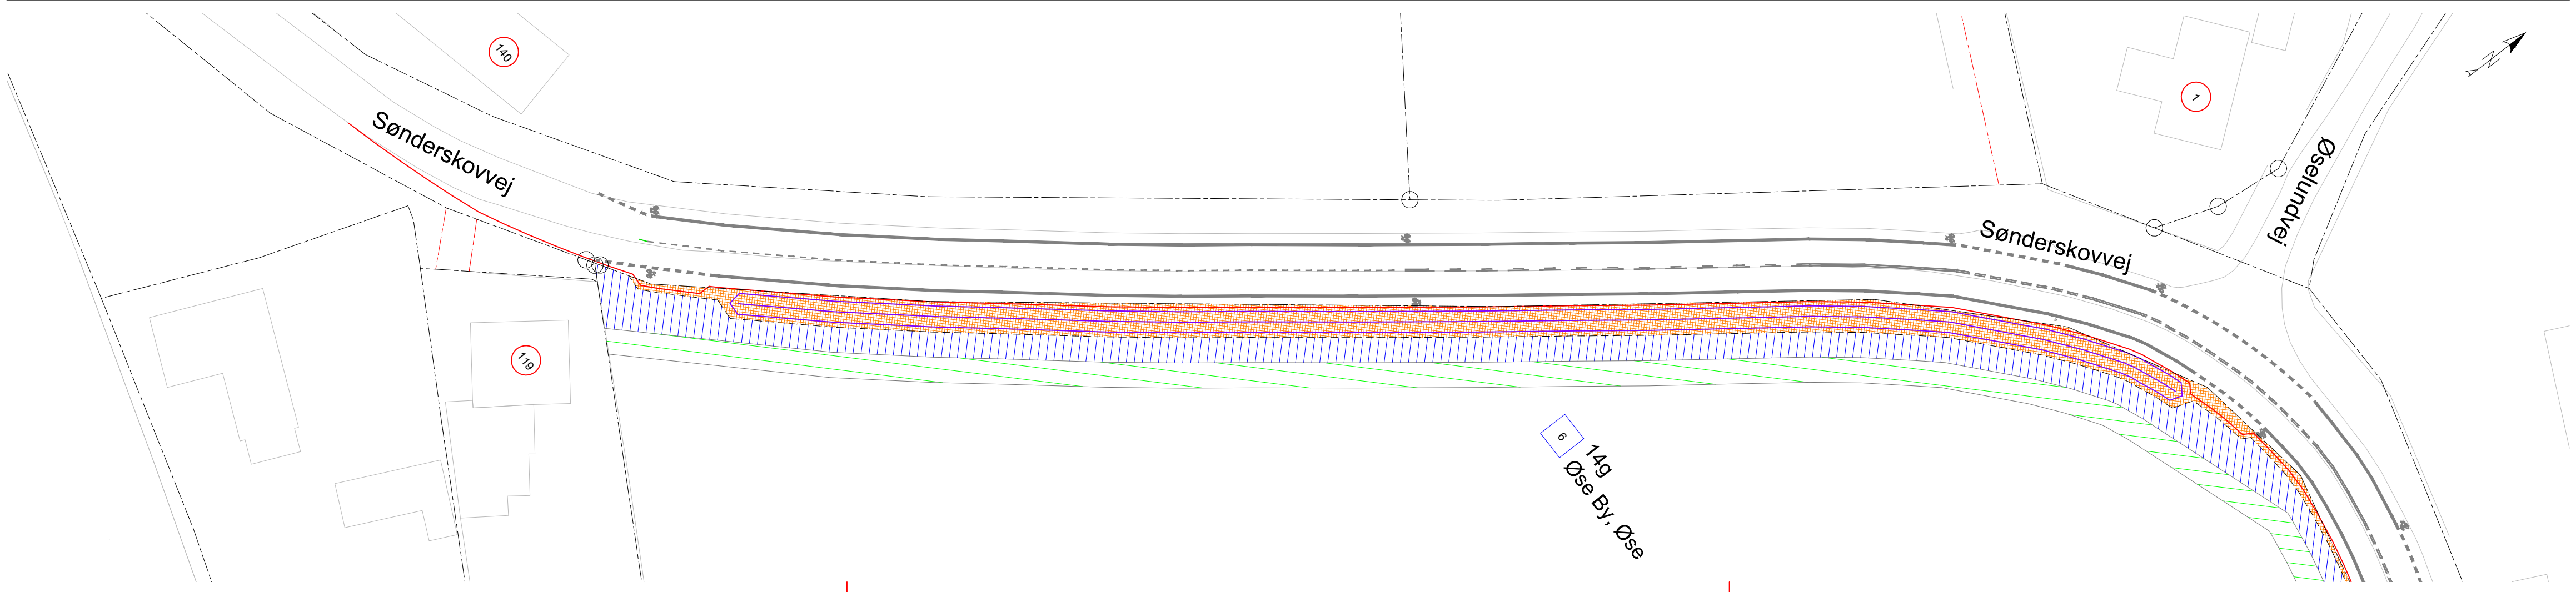 140
1
Sønderskovvej
Øselundvej
Sønderskovvej
119
6
14g
Øse By, Øse